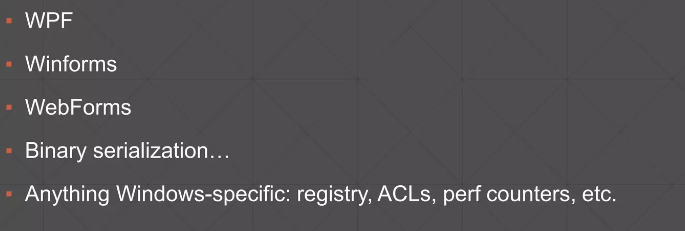 ▪ WPF
▪ Winforms
▪ WebForms
▪ Binary serialization…
▪ Anything Windows-specific: registry, ACLs, perf counters, etc.